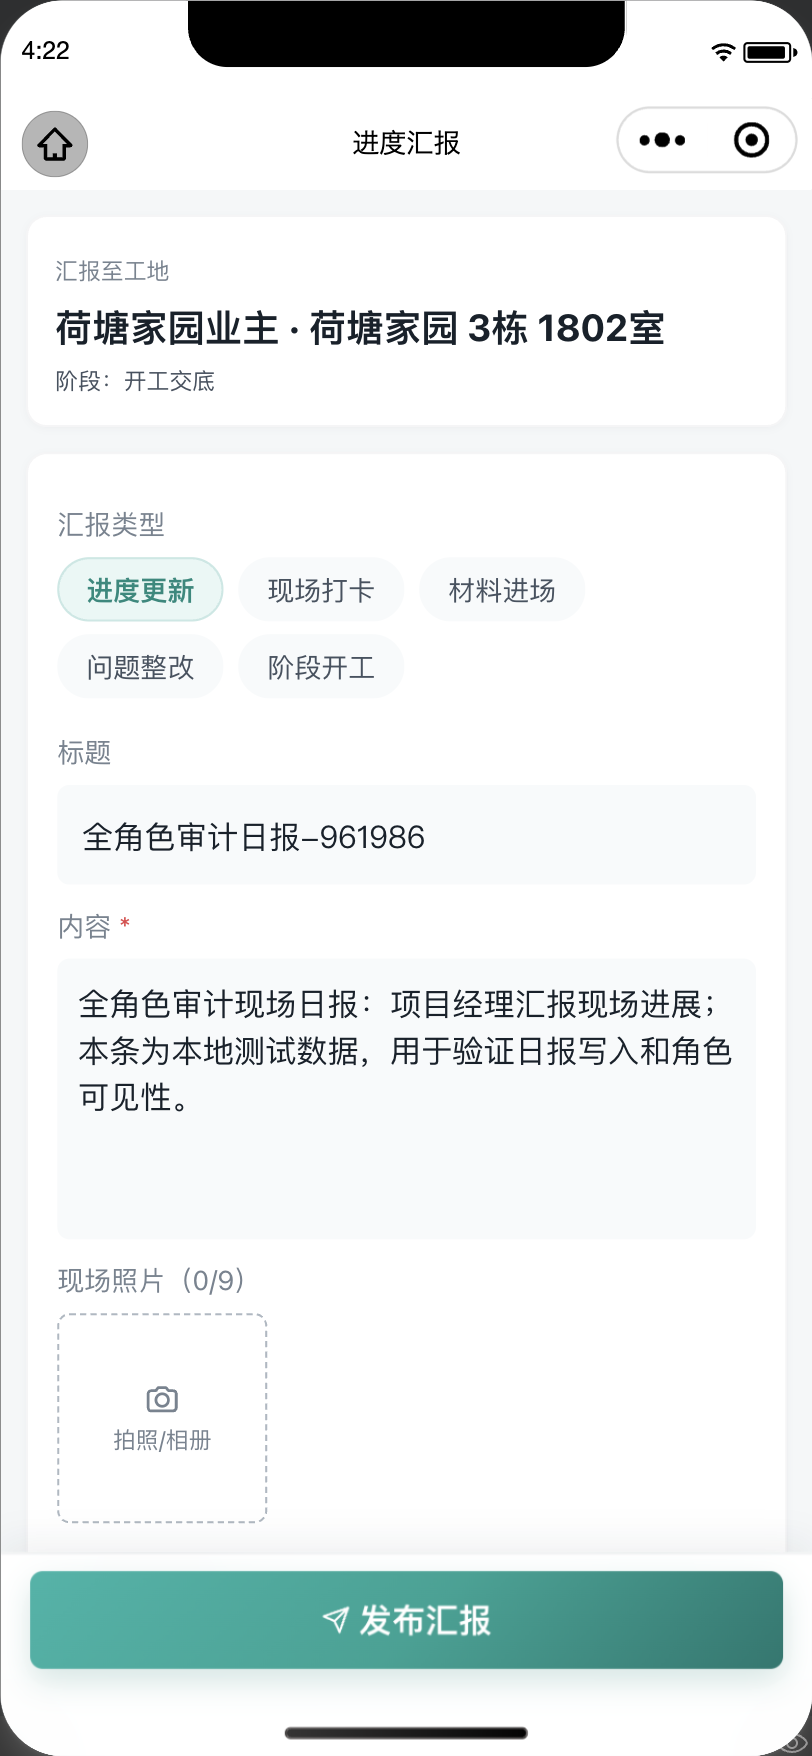 4:22
进度汇报
汇报至工地
荷塘家园业主 · 荷塘家园 3栋 1802室
阶段：开工交底
汇报类型
进度更新
现场打卡
材料进场
问题整改
阶段开工
标题
全角色审计日报-961986
内容 *
全角色审计现场日报：项目经理汇报现场进展；
本条为本地测试数据，用于验证日报写入和角色
可见性。
现场照片（0/9）
拍照/相册
发布汇报